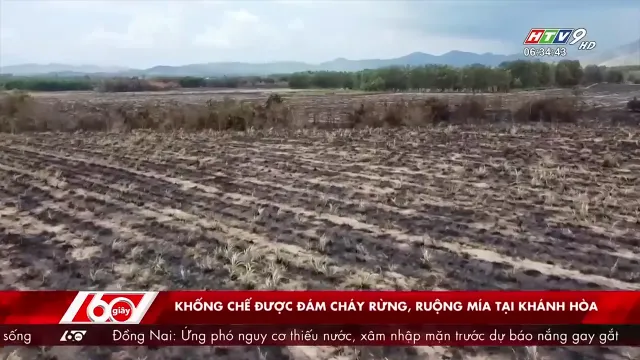 HTV9 HD
06:34:43
60 giây
KHỐNG CHẾ ĐƯỢC ĐÁM CHÁY RỪNG, RUỘNG MÍA TẠI KHÁNH HÒA
sống 60 Đồng Nai: Ứng phó nguy cơ thiếu nước, xâm nhập mặn trước dự báo nắng gay gắt